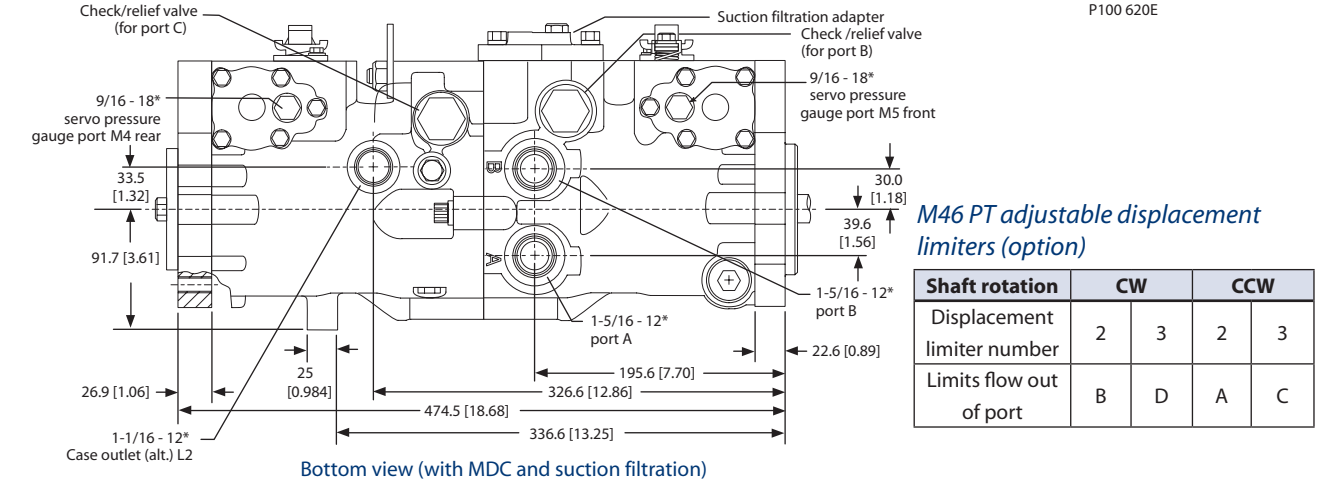 Check/relief valve
(for port C)
Suction filtration adapter
Check /relief valve
(for port B)
P100 620E
9/16 - 18*
servo pressure
gauge port M4 rear
9/16 - 18*
servo pressure
gauge port M5 front
B
A
33.5
[1.32]
30.0
[1.18]
39.6
[1.56]
91.7 [3.61]
1-5/16 - 12*
port B
1-5/16 - 12*
port A
22.6 [0.89]
25
[0.984]
195.6 [7.70]
26.9 [1.06]
326.6 [12.86]
474.5 [18.68]
336.6 [13.25]
1-1/16 - 12*
Case outlet (alt.) L2
Bottom view (with MDC and suction filtration)
M46 PT adjustable displacement
limiters (option)
Shaft rotation CW CCW
Displacement
limiter number 2 3 2 3
Limits flow out
of port B D A C